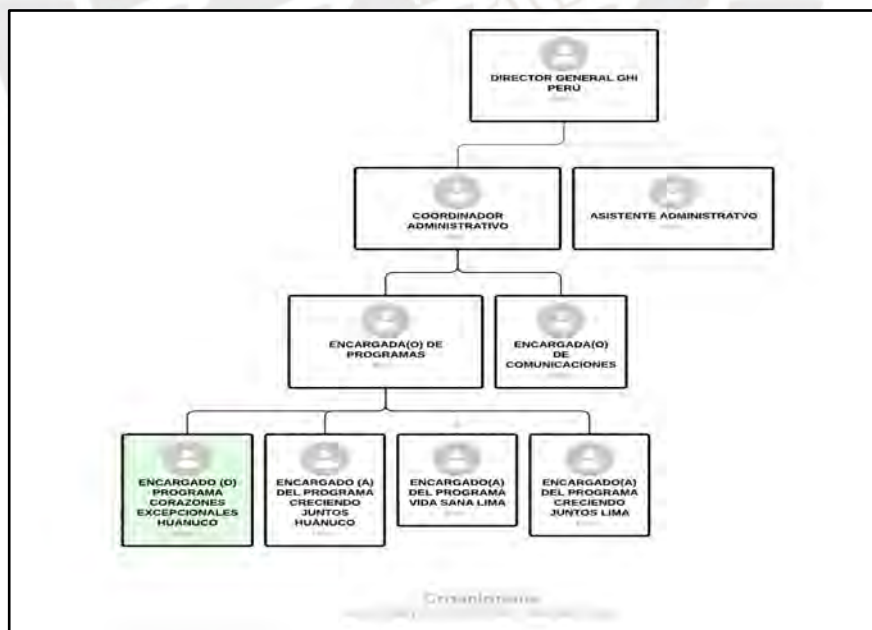 DIRECTOR GENERAL GHI
PERÚ
COORDINADOR
ADMINISTRATIVO
ASISTENTE ADMINISTRATVO
ENCARGADA(O) DE
PROGRAMAS
ENCARGADA(O)
DE
COMUNICACIONES
ENCARGADO (O)
PROGRAMA
CORAZONES
EXCEPCIONALES
HUÁNUCO
ENCARGADO (A)
DEL PROGRAMA
CRECIENDO
JUNTOS
HUÁNUCO
ENCARGADO(A)
DEL PROGRAMA
VIDA SANA LIMA
ENCARGADO(A)
DEL PROGRAMA
CRECIENDO
JUNTOS LIMA